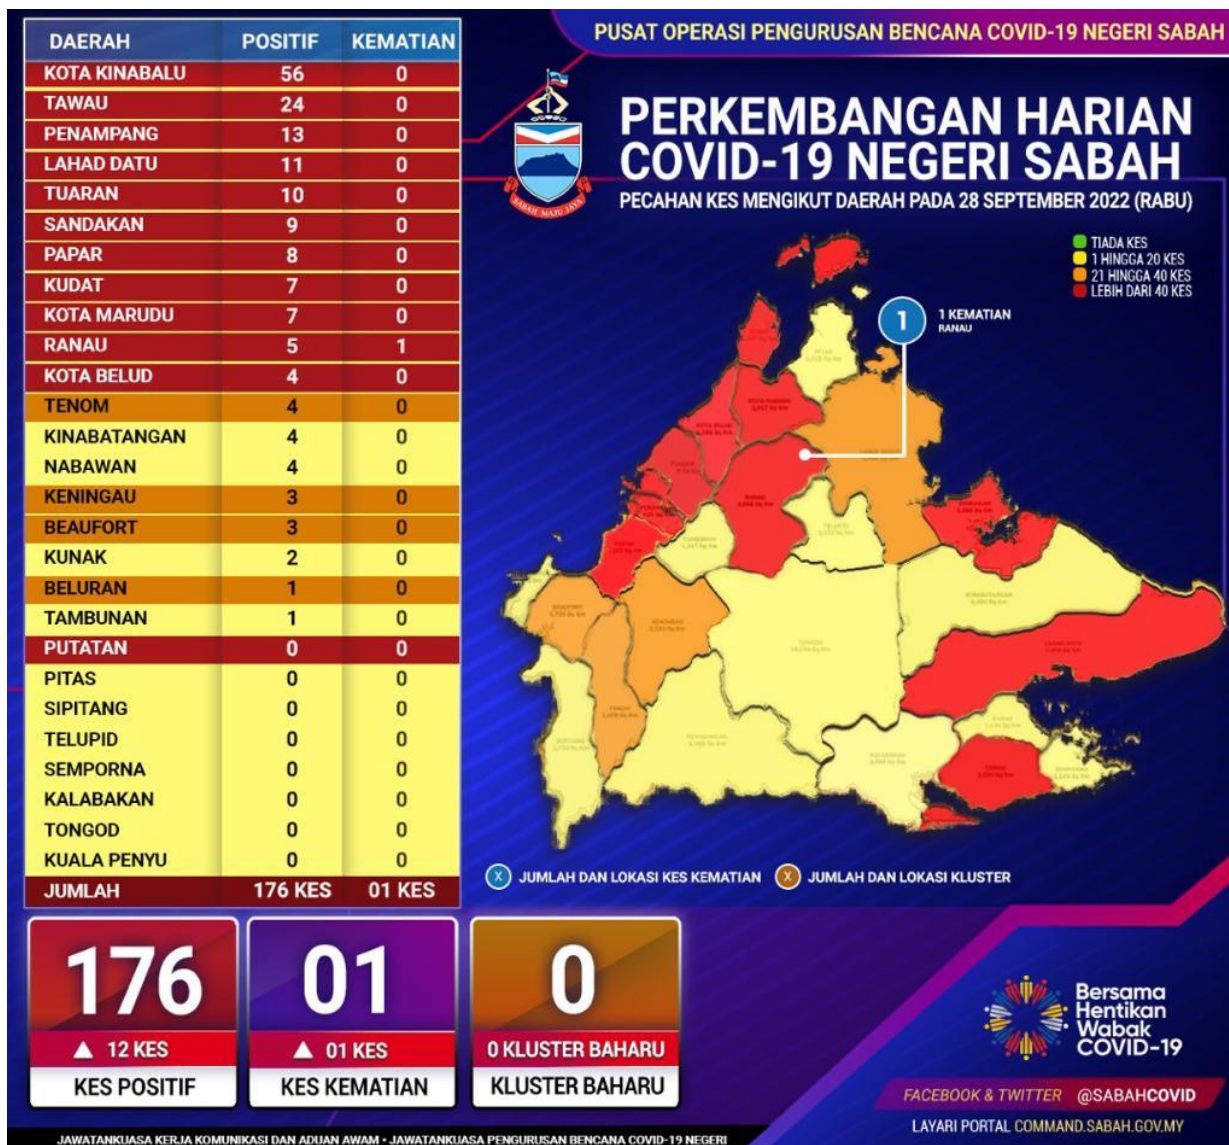 DAERAH POSITIF KEMATIAN
KOTA KINABALU 56 0
TAWAU 24 0
PENAMPANG 13 0
LAHAD DATU 11 0
TUARAN 10 0
SANDAKAN 9 0
PAPAR 8 0
KUDAT 7 0
KOTA MARUDU 7 0
RANAU 5 1
KOTA BELUD 4 0
TENOM 4 0
KINABATANGAN 4 0
NABAWAN 4 0
KENINGAU 3 0
BEAUFORT 3 0
KUNAK 2 0
BELURAN 1 0
TAMBUNAN 1 0
PUTATAN 0 0
PITAS 0 0
SIPITANG 0 0
TELUPID 0 0
SEMPORNA 0 0
KALABAKAN 0 0
TONGOD 0 0
KUALA PENYU 0 0
JUMLAH 176 KES 01 KES
PUSAT OPERASI PENGURUSAN BENCANA COVID-19 NEGERI SABAH
SABAH MAJU JAYA
PERKEMBANGAN HARIAN
COVID-19 NEGERI SABAH
PECAHAN KES MENGIKUT DAERAH PADA 28 SEPTEMBER 2022 (RABU)
TIADA KES
1 HINGGA 20 KES
21 HINGGA 40 KES
LEBIH DARI 40 KES
1
1 KEMATIAN
RANAU
X JUMLAH DAN LOKASI KES KEMATIAN X JUMLAH DAN LOKASI KLUSTER
176
▲ 12 KES
KES POSITIF
01
▲ 01 KES
KES KEMATIAN
0
0 KLUSTER BAHARU
KLUSTER BAHARU
Bersama
Hentikan
Wabak
COVID-19
FACEBOOK & TWITTER @SABAHCOVID
LAYARI PORTAL COMMAND.SABAH.GOV.MY
JAWATANKUASA KERJA KOMUNIKASI DAN ADUAN AWAM • JAWATANKUASA PENGURUSAN BENCANA COVID-19 NEGERI